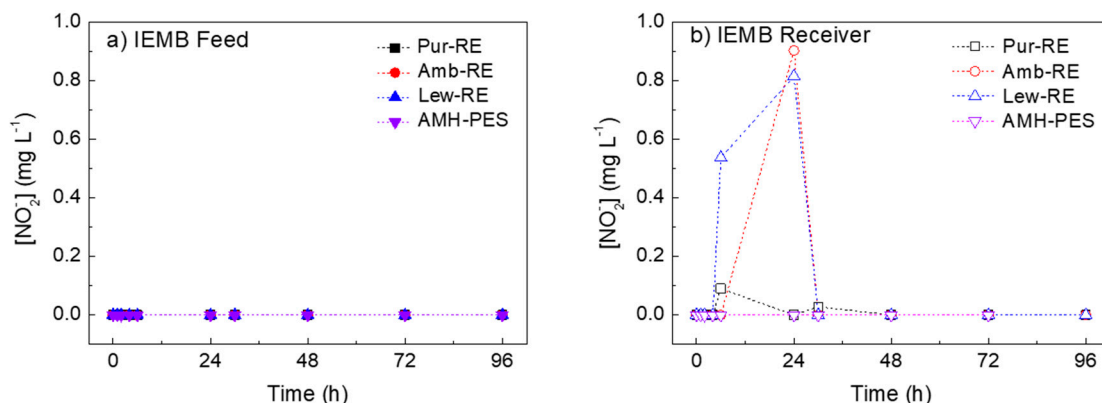 a) IEMB Feed
Pur-RE
Amb-RE
Lew-RE
AMH-PES
[NO₂⁻] (mg L⁻¹)
1.0
0.8
0.6
0.4
0.2
0.0
0 24 48 72 96
Time (h)
b) IEMB Receiver
Pur-RE
Amb-RE
Lew-RE
AMH-PES
[NO₂⁻] (mg L⁻¹)
1.0
0.8
0.6
0.4
0.2
0.0
0 24 48 72 96
Time (h)